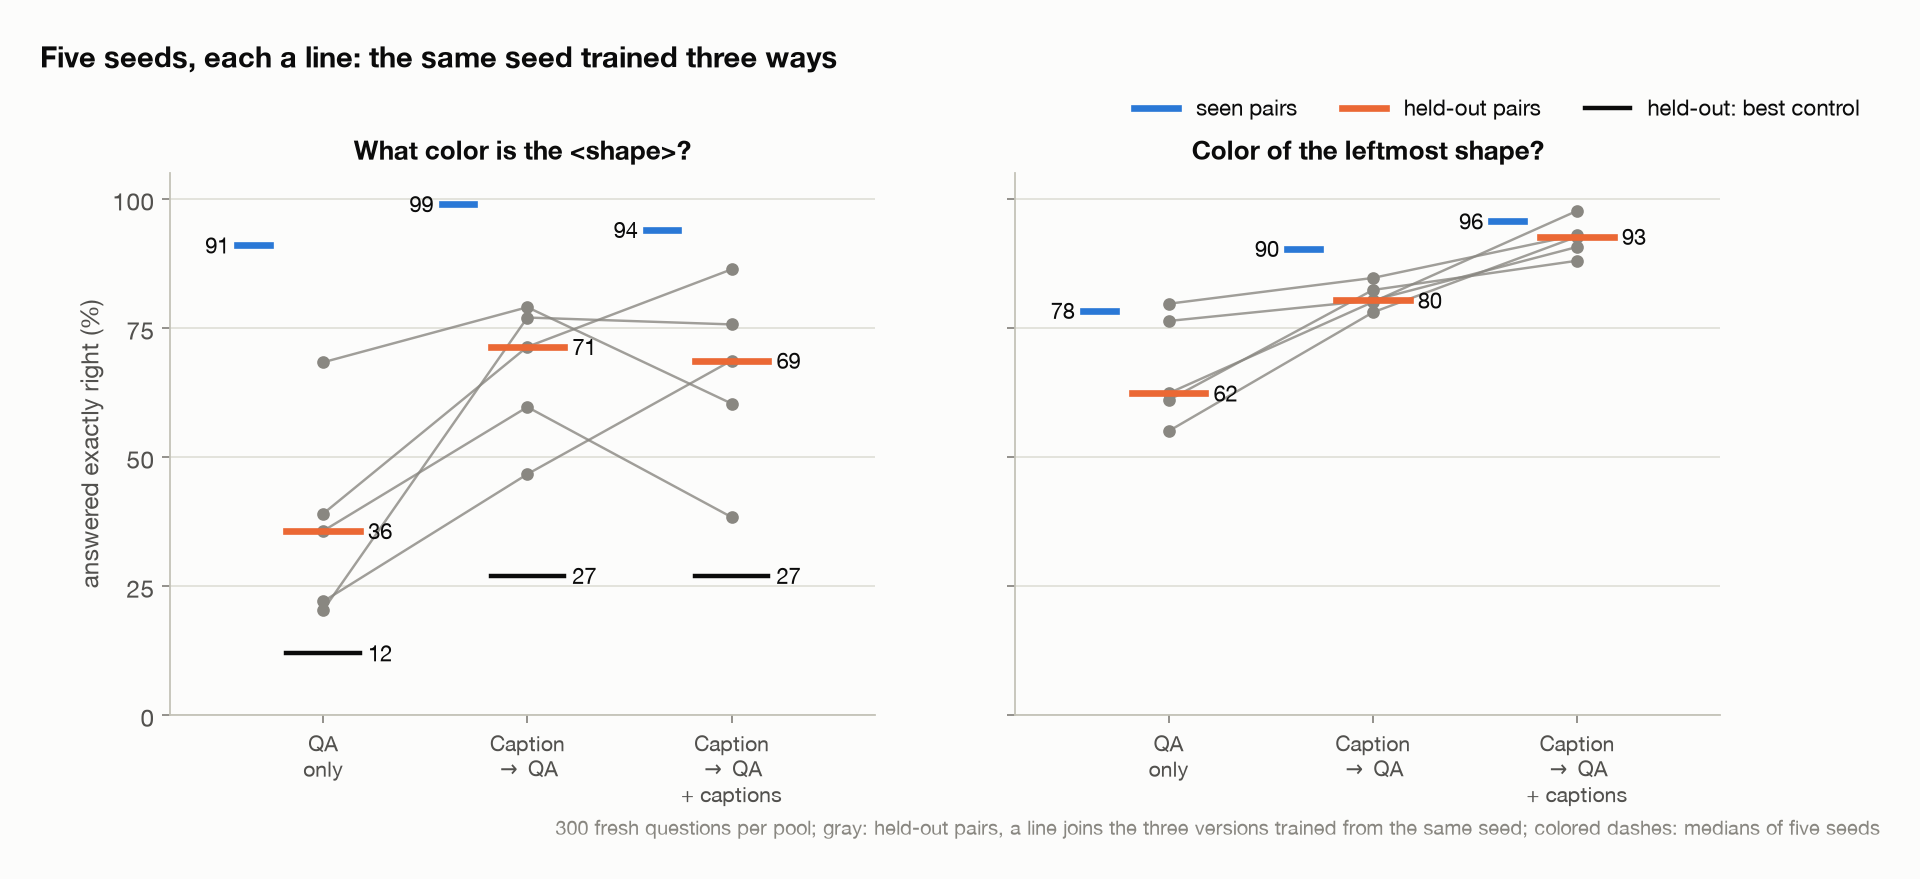 Five seeds, each a line: the same seed trained three ways
seen pairs
held-out pairs
held-out: best control
What color is the <shape>?
Color of the leftmost shape?
answered exactly right (%)
100
75
50
25
0
91
99
94
36
71
69
12
27
27
78
90
96
62
80
93
QA
only
Caption
→ QA
Caption
→ QA
+ captions
QA
only
Caption
→ QA
Caption
→ QA
+ captions
300 fresh questions per pool; gray: held-out pairs, a line joins the three versions trained from the same seed; colored dashes: medians of five seeds